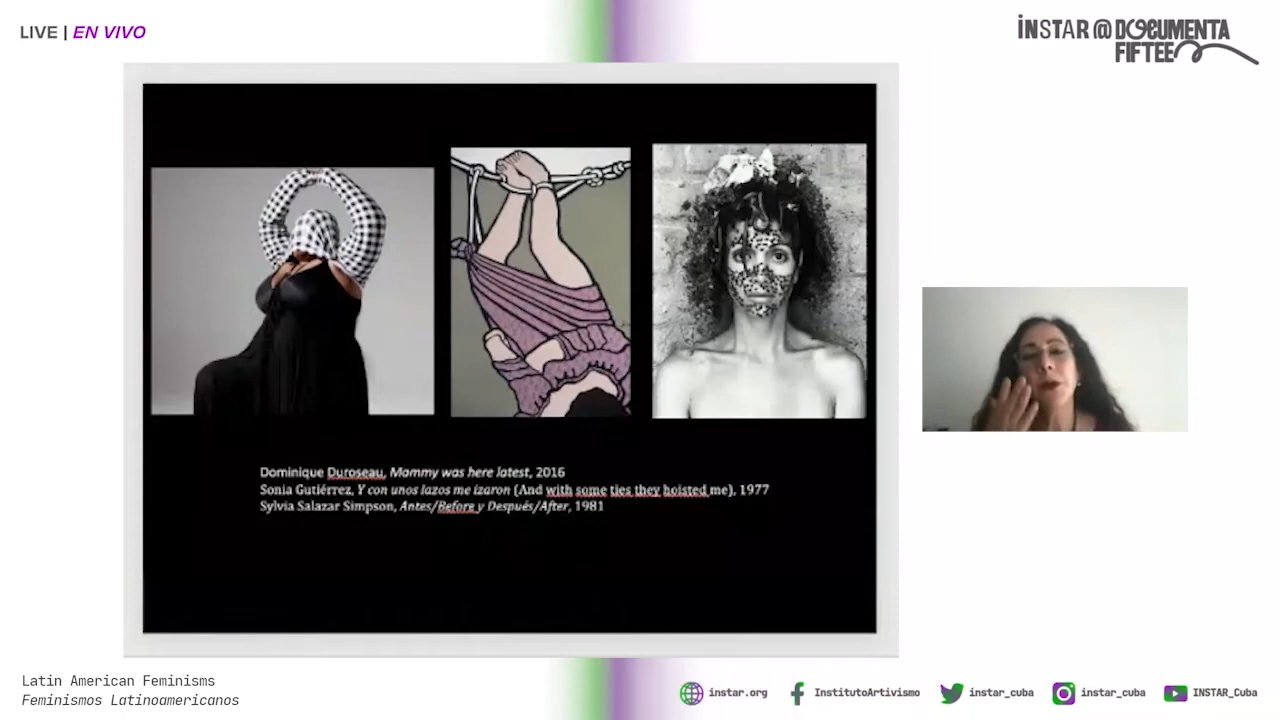 LIVE | EN VIVO
iNSTAR @ DOCUMENTA
FIFTEEN
Dominique Duroseau, Mammy was here latest, 2016
Sonia Gutiérrez, Y con unos lazos me izaron (And with some ties they hoisted me), 1977
Sylvia Salazar Simpson, Antes/Before y Después/After, 1981
Latin American Feminisms
Feminismos Latinoamericanos
instar.org
InstitutoArtivismo
instar_cuba
instar_cuba
INSTAR_Cuba